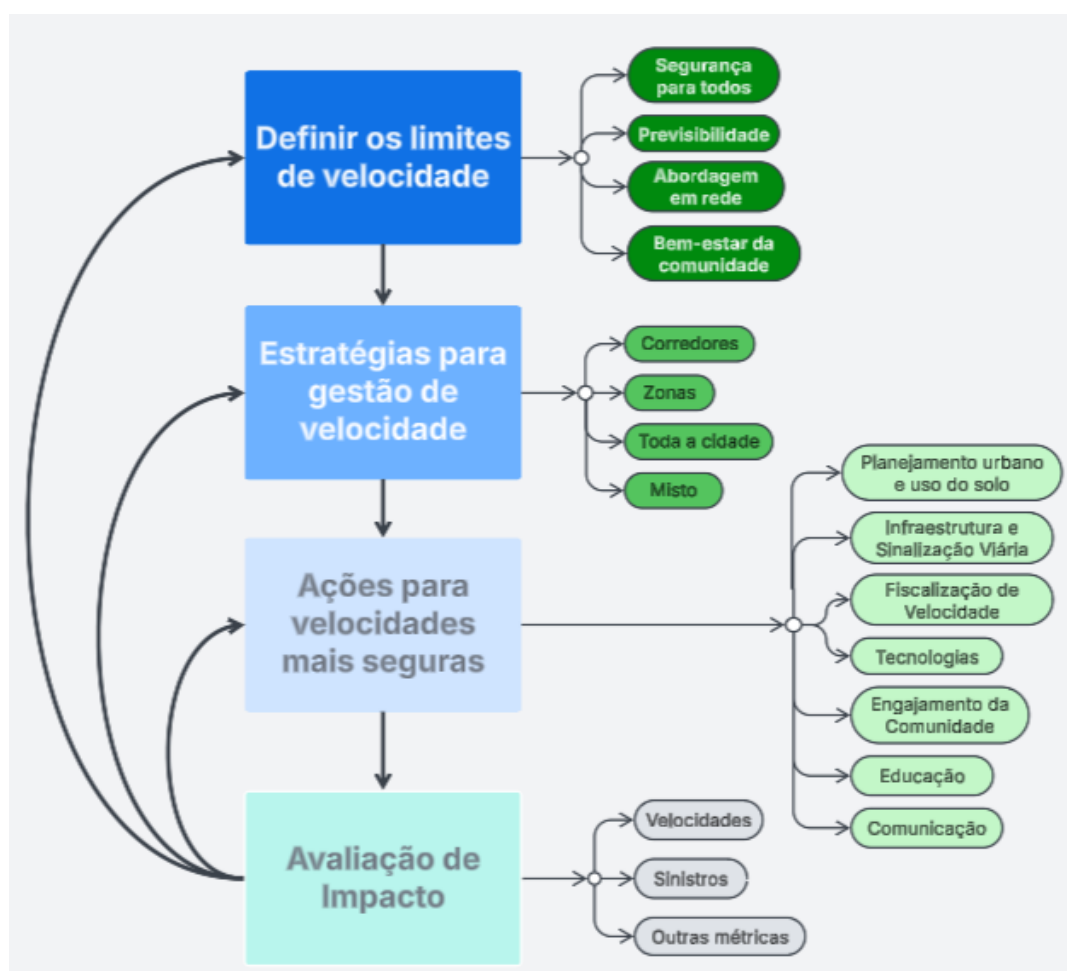 Definir os limites
de velocidade
Segurança
para todos
Previsibilidade
Abordagem
em rede
Bem-estar da
comunidade
Estratégias para
gestão de
velocidade
Corredores
Zonas
Toda a cidade
Misto
Ações para
velocidades
mais seguras
Planejamento urbano
e uso do solo
Infraestrutura e
Sinalização Viária
Fiscalização de
Velocidade
Tecnologias
Engajamento da
Comunidade
Educação
Comunicação
Avaliação de
Impacto
Velocidades
Sinistros
Outras métricas